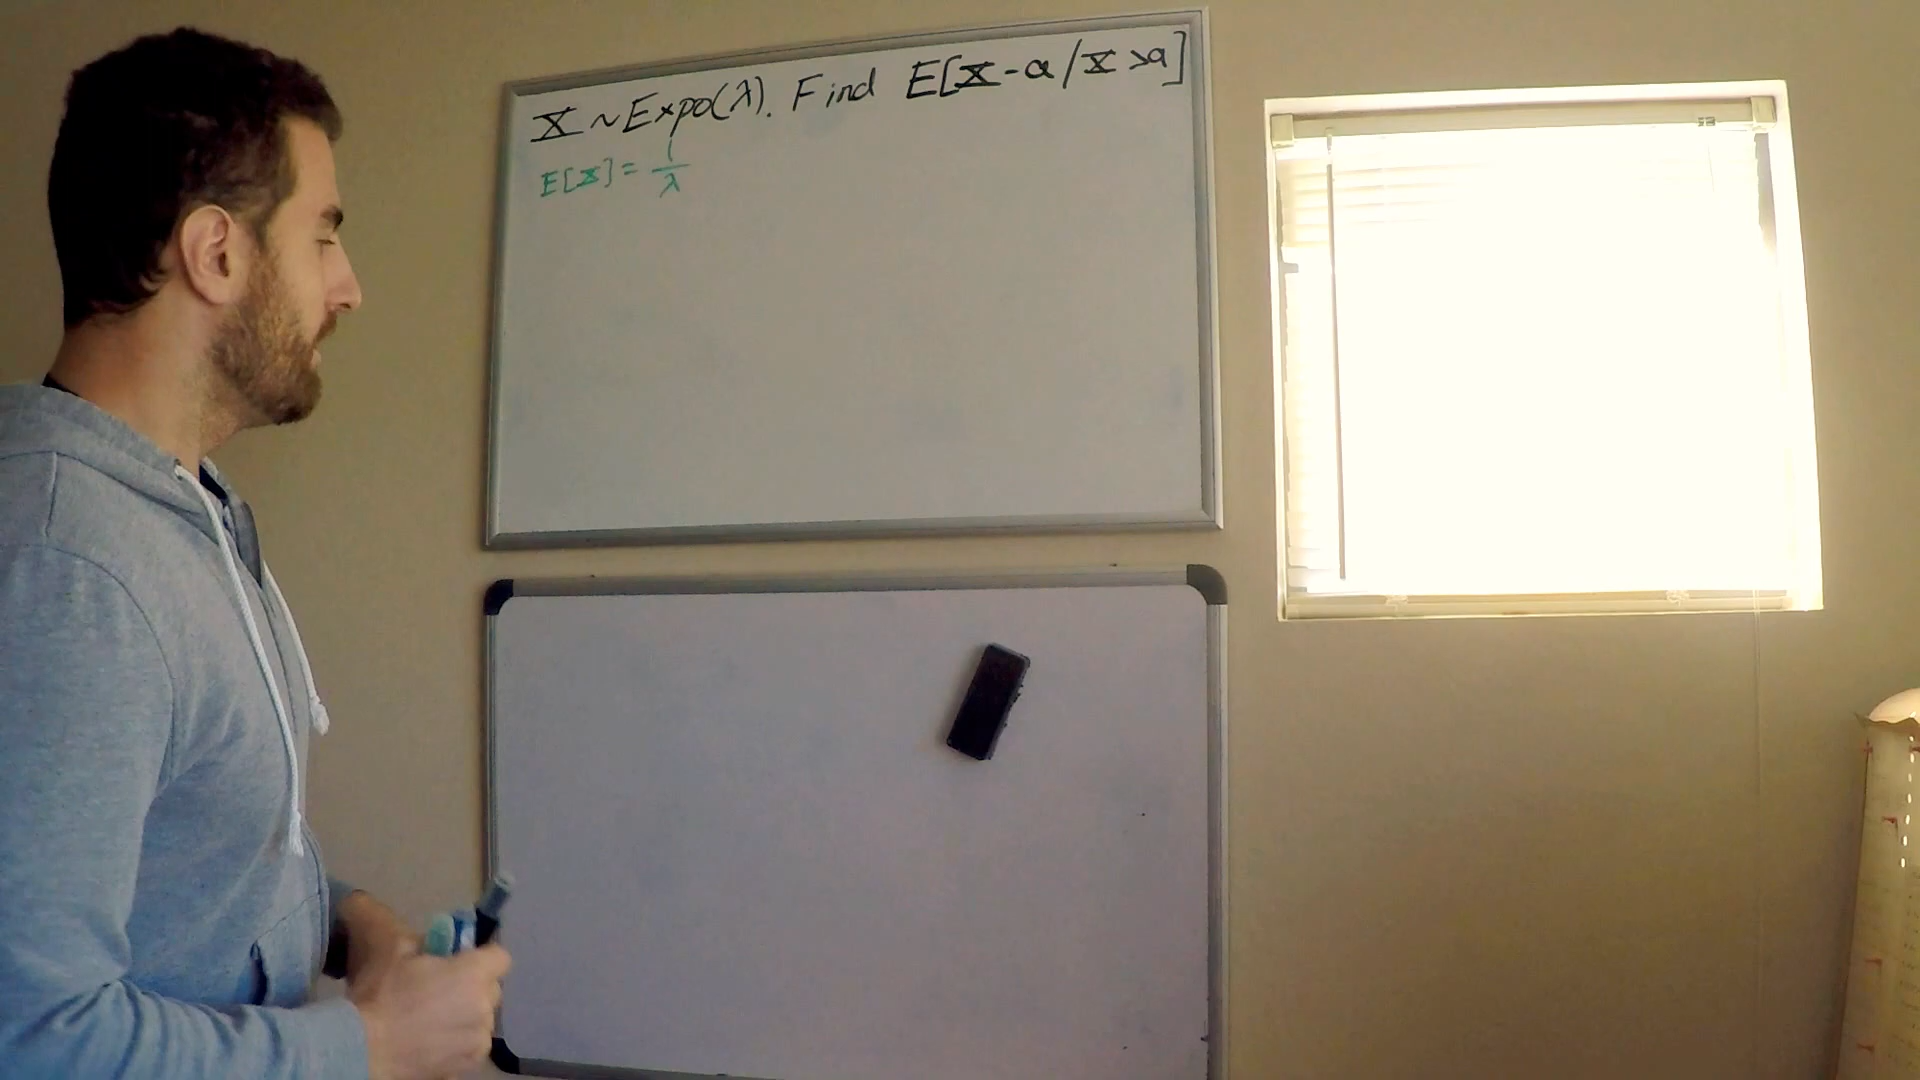 X ~ Expo(λ). Find E[X-a/X>a]
E[X] = 1/λ